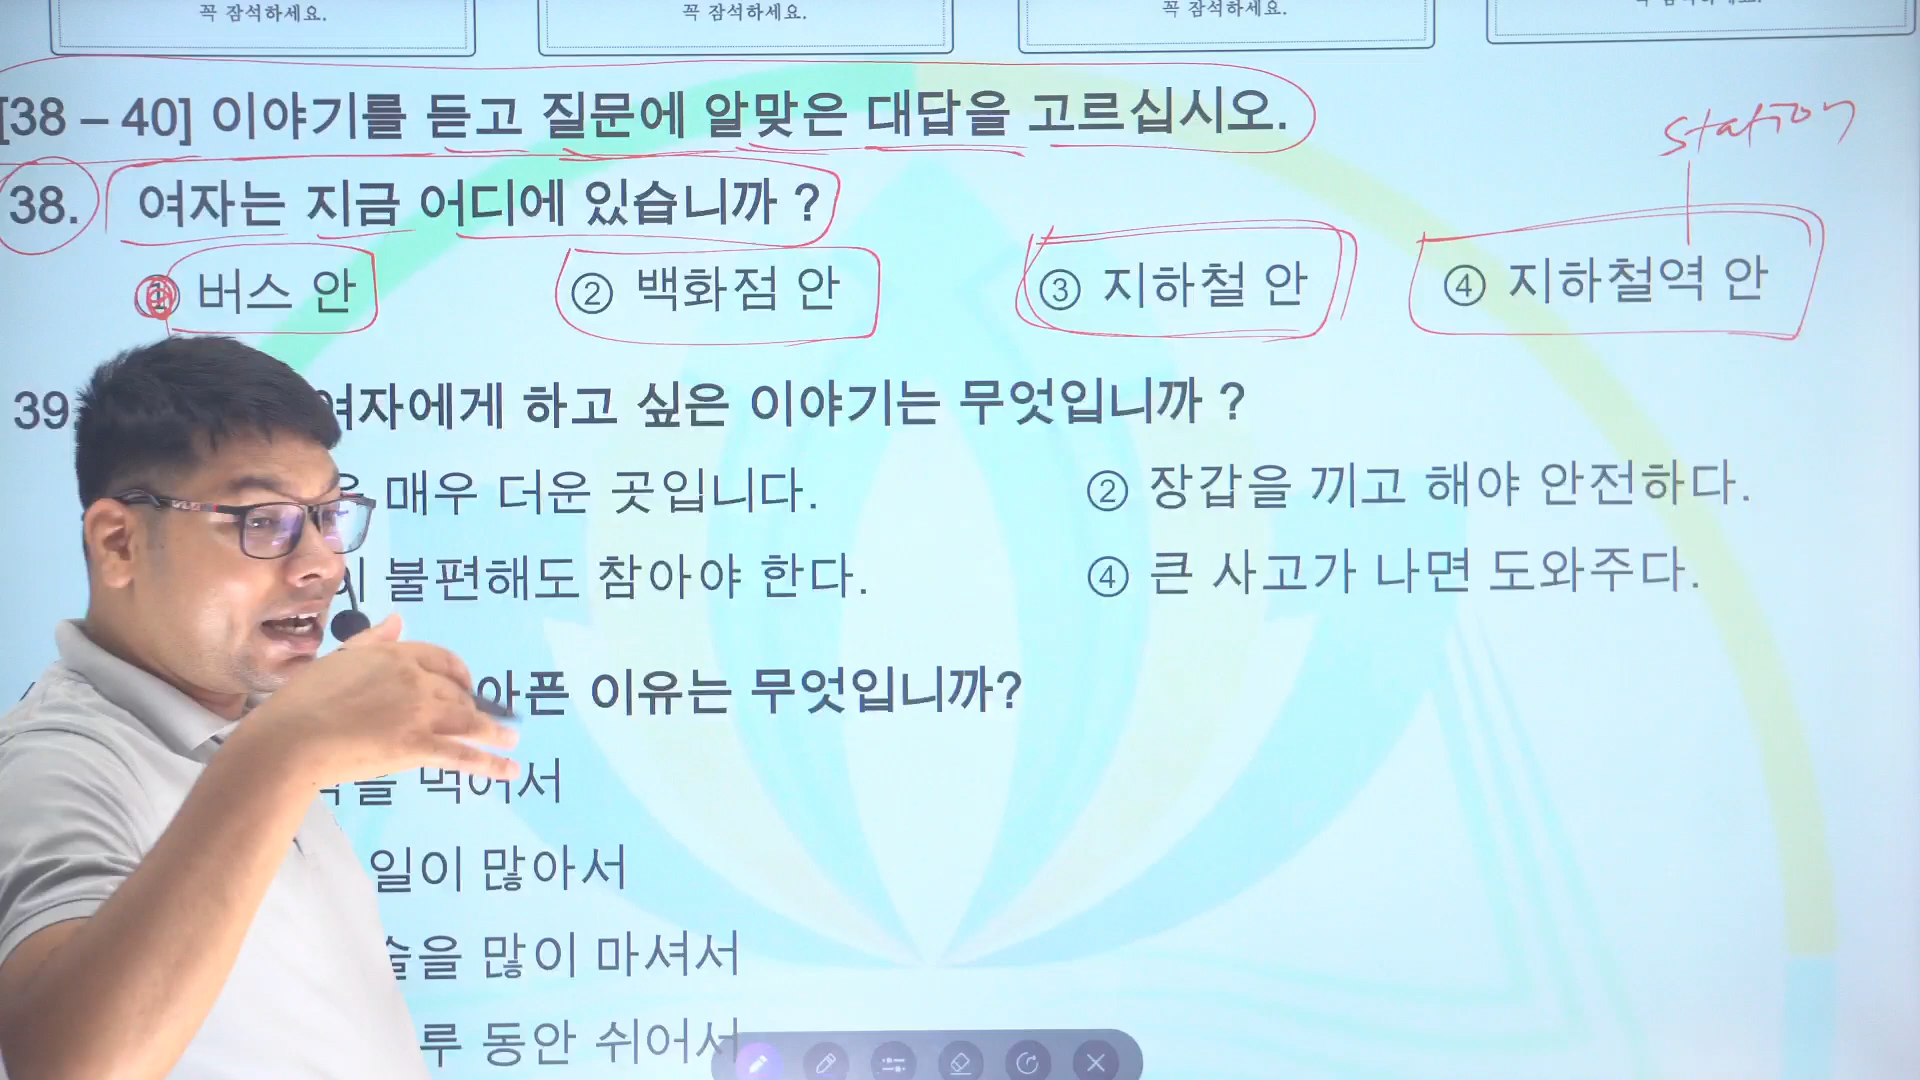 꼭 잠석하세요. 꼭 잠석하세요. 꼭 잠석하세요.
[38 – 40] 이야기를 듣고 질문에 알맞은 대답을 고르십시오.
station
38. 여자는 지금 어디에 있습니까 ?
① 버스 안 ② 백화점 안 ③ 지하철 안 ④ 지하철역 안
39 여자에게 하고 싶은 이야기는 무엇입니까 ?
매우 더운 곳입니다. ② 장갑을 끼고 해야 안전하다.
불편해도 참아야 한다. ④ 큰 사고가 나면 도와주다.
아픈 이유는 무엇입니까?
먹어서
일이 많아서
술을 많이 마셔서
동안 쉬어서